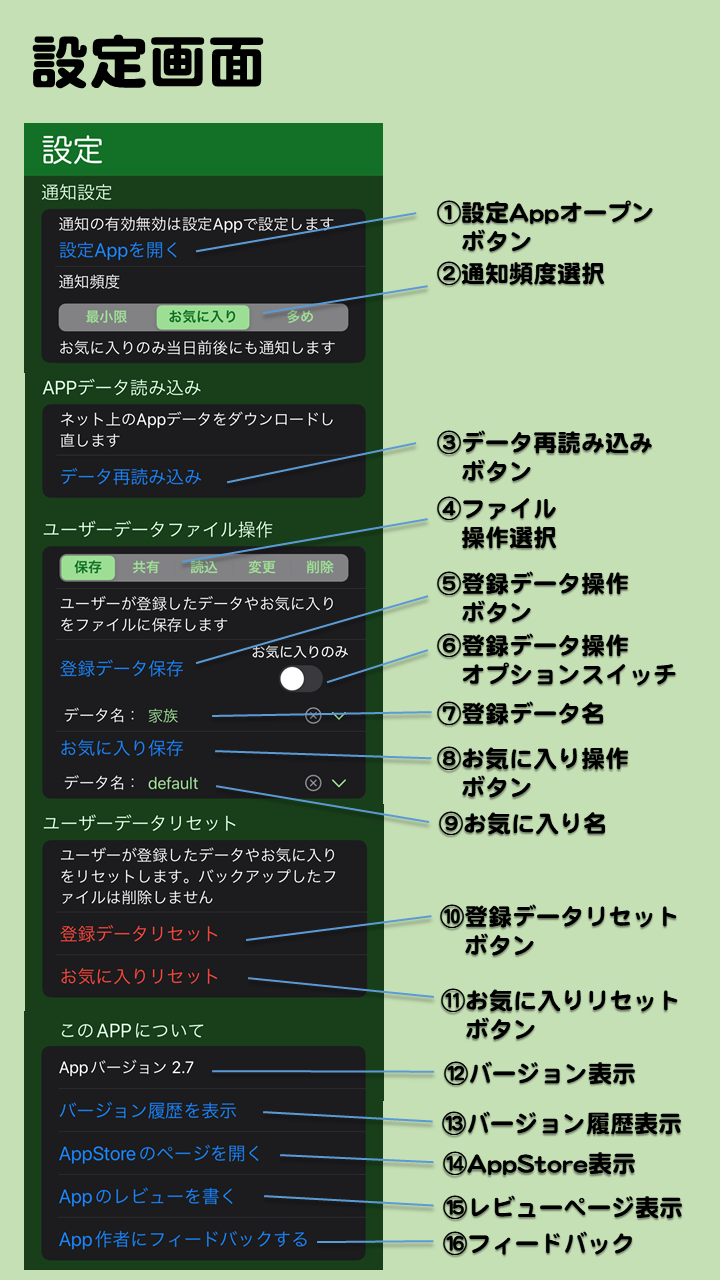 設定画面
設定
通知設定
通知の有効無効は設定Appで設定します
設定Appを開く
通知頻度
最小限 お気に入り 多め
お気に入りのみ当日前後にも通知します
APPデータ読み込み
ネット上のAppデータをダウンロードし
直します
データ再読み込み
ユーザーデータファイル操作
保存 共有 読込 変更 削除
ユーザーが登録したデータやお気に入り
をファイルに保存します
お気に入りのみ
登録データ保存
データ名： 家族
お気に入り保存
データ名： default
ユーザーデータリセット
ユーザーが登録したデータやお気に入り
をリセットします。バックアップしたフ
ァイルは削除しません
登録データリセット
お気に入りリセット
このAPPについて
Appバージョン 2.7
バージョン履歴を表示
AppStoreのページを開く
Appのレビューを書く
App作者にフィードバックする
①設定Appオープン
ボタン
②通知頻度選択
③データ再読み込み
ボタン
④ファイル
操作選択
⑤登録データ操作
ボタン
⑥登録データ操作
オプションスイッチ
⑦登録データ名
⑧お気に入り操作
ボタン
⑨お気に入り名
⑩登録データリセット
ボタン
⑪お気に入りリセット
ボタン
⑫バージョン表示
⑬バージョン履歴表示
⑭AppStore表示
⑮レビューページ表示
⑯フィードバック